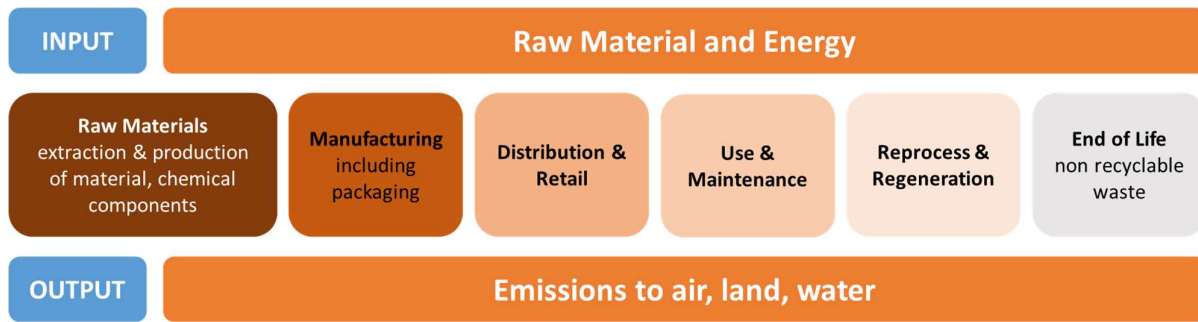 INPUT
Raw Material and Energy
Raw Materials
extraction & production
of material, chemical
components
Manufacturing
including
packaging
Distribution &
Retail
Use &
Maintenance
Reprocess &
Regeneration
End of Life
non recyclable
waste
OUTPUT
Emissions to air, land, water